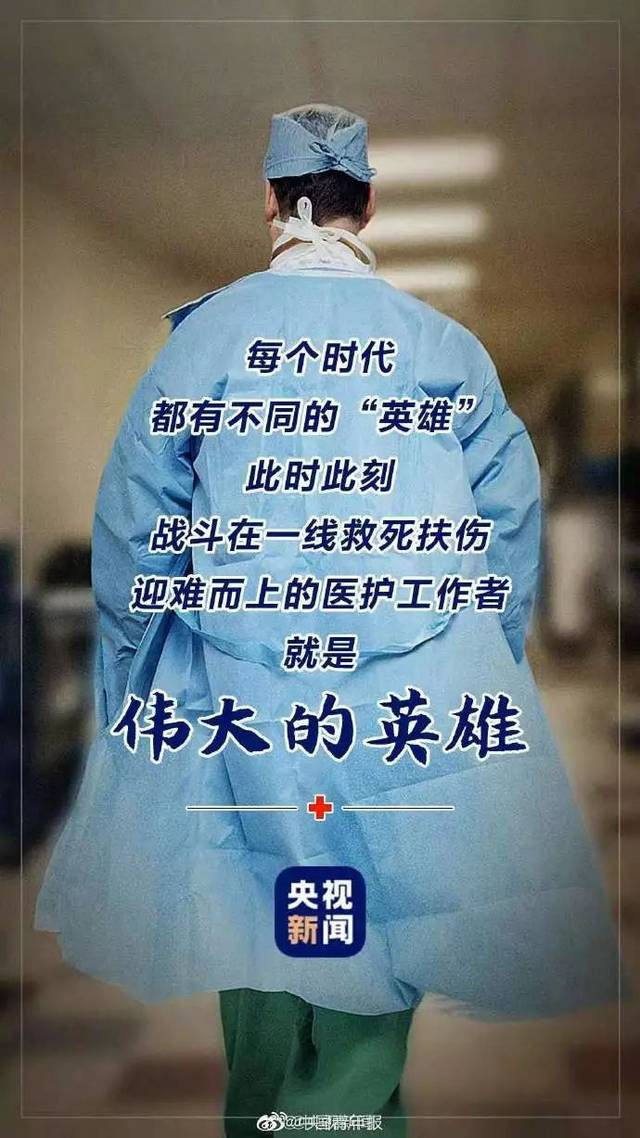 每个时代
都有不同的“英雄”
此时此刻
战斗在一线救死扶伤
迎难而上的医护工作者
就是
伟大的英雄
央视
新闻